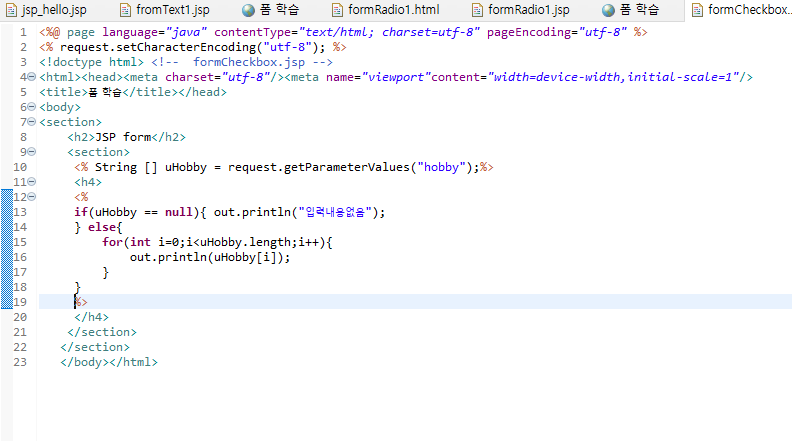 jsp_hello.jsp fromText1.jsp 폼 학습 formRadio1.html formRadio1.jsp 폼 학습 formCheckbox.
1 <%@ page language="java" contentType="text/html; charset=utf-8" pageEncoding="utf-8" %>
2 <% request.setCharacterEncoding("utf-8"); %>
3 <!doctype html> <!--  formCheckbox.jsp -->
4 <html><head><meta charset="utf-8"/><meta name="viewport"content="width=device-width,initial-scale=1"/>
5 <title>폼 학습</title></head>
6 <body>
7 <section>
8 <h2>JSP form</h2>
9 <section>
10 <% String [] uHobby = request.getParameterValues("hobby");%>
11 <h4>
12 <%
13 if(uHobby == null){ out.println("입력내용없음");
14 } else{
15 for(int i=0;i<uHobby.length;i++){
16 out.println(uHobby[i]);
17 }
18 }
19 %>
20 </h4>
21 </section>
22 </section>
23 </body></html>